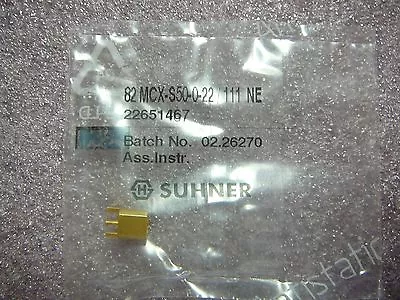 82 MCX-S50-0-22 / 111 NE
22651467
Batch No. 02.26270
Ass.Instr.
SUHNER